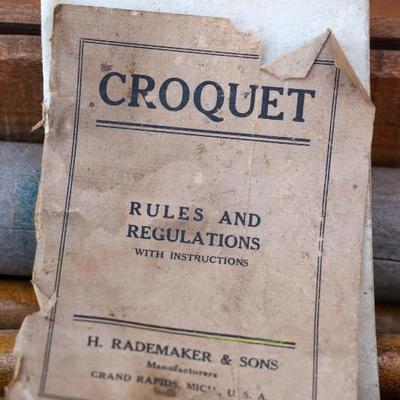 CROQUET
RULES AND
REGULATIONS
WITH INSTRUCTIONS
H. RADEMAKER & SONS
Manufacturers
GRAND RAPIDS, MICH., U. S. A.